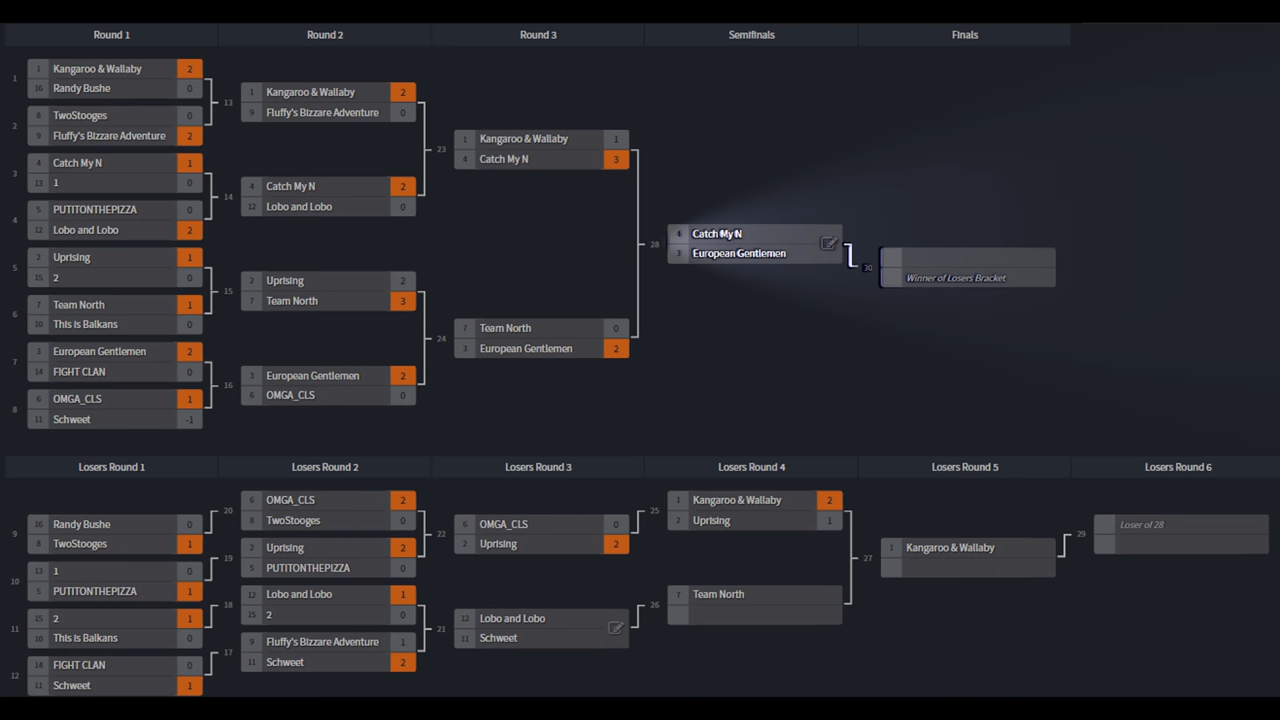 Round 1 Round 2 Round 3 Semifinals Finals
1
1 Kangaroo & Wallaby 2
16 Randy Bushe 0
2
8 TwoStooges 0
9 Fluffy's Bizzare Adventure 2
3
4 Catch My N 1
13 1 0
4
5 PUTITONTHEPIZZA 0
12 Lobo and Lobo 2
5
2 Uprising 1
15 2 0
6
7 Team North 1
10 This is Balkans 0
7
3 European Gentlemen 2
14 FIGHT CLAN 0
8
6 OMGA_CLS 1
11 Schweet -1
13
1 Kangaroo & Wallaby 2
9 Fluffy's Bizzare Adventure 0
14
4 Catch My N 2
12 Lobo and Lobo 0
15
2 Uprising 2
7 Team North 3
16
3 European Gentlemen 2
6 OMGA_CLS 0
23
1 Kangaroo & Wallaby 1
4 Catch My N 3
24
7 Team North 0
3 European Gentlemen 2
28
4 Catch My N
3 European Gentlemen
30
Winner of Losers Bracket
Losers Round 1 Losers Round 2 Losers Round 3 Losers Round 4 Losers Round 5 Losers Round 6
9
16 Randy Bushe 0
8 TwoStooges 1
10
13 1 0
5 PUTITONTHEPIZZA 1
11
15 2 1
10 This is Balkans 0
12
14 FIGHT CLAN 0
11 Schweet 1
20
6 OMGA_CLS 2
8 TwoStooges 0
19
2 Uprising 2
5 PUTITONTHEPIZZA 0
18
12 Lobo and Lobo 1
15 2 0
17
9 Fluffy's Bizzare Adventure 1
11 Schweet 2
22
6 OMGA_CLS 0
2 Uprising 2
21
12 Lobo and Lobo
11 Schweet
25
1 Kangaroo & Wallaby 2
2 Uprising 1
26
7 Team North
27
1 Kangaroo & Wallaby
29
Loser of 28